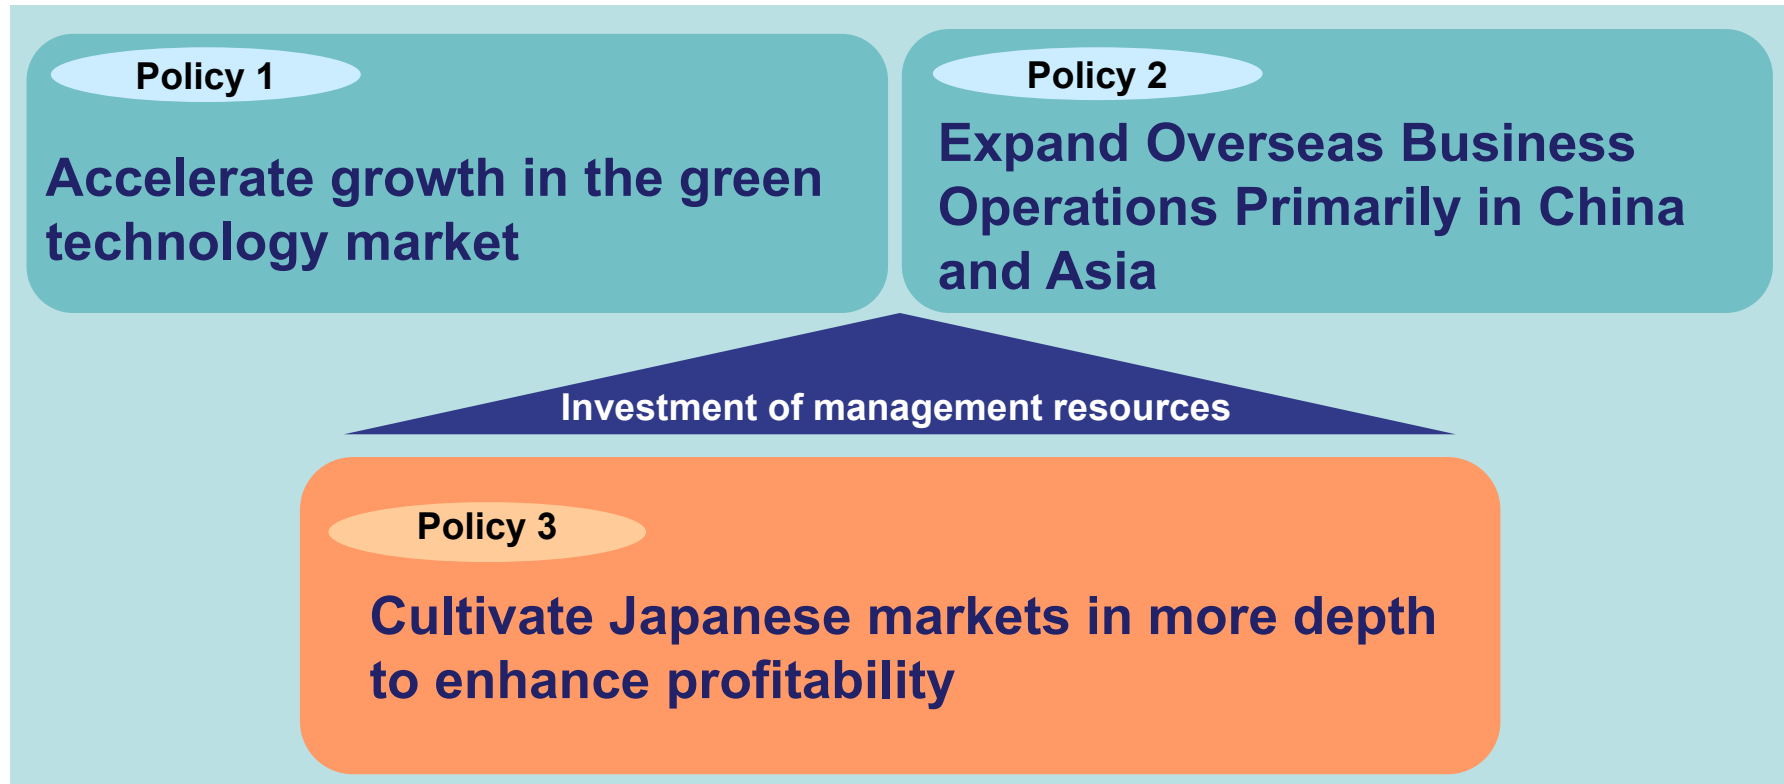 Policy 1
Accelerate growth in the green
technology market
Policy 2
Expand Overseas Business
Operations Primarily in China
and Asia
Investment of management resources
Policy 3
Cultivate Japanese markets in more depth
to enhance profitability